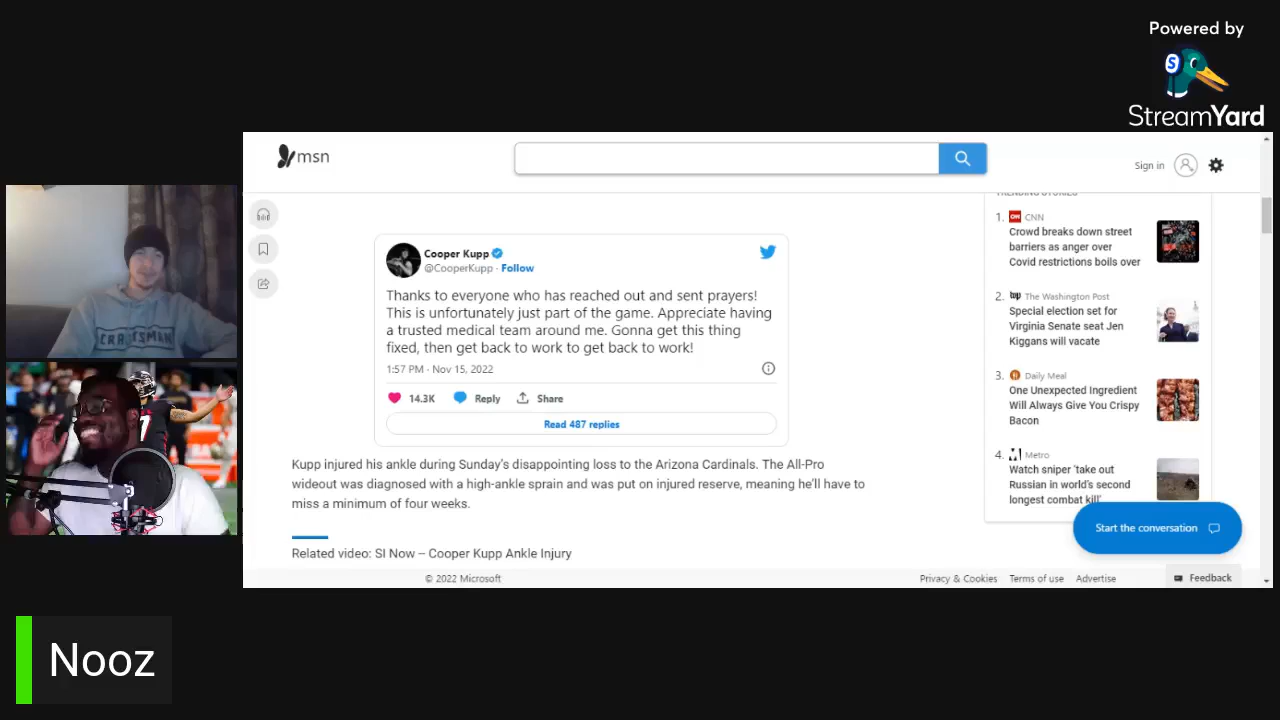 Powered by
StreamYard
msn
Sign in
TRENDING STORIES
1. CNN
Crowd breaks down street
barriers as anger over
Covid restrictions boils over
2. wp The Washington Post
Special election set for
Virginia Senate seat Jen
Kiggans will vacate
3. Daily Meal
One Unexpected Ingredient
Will Always Give You Crispy
Bacon
4. Metro
Watch sniper 'take out
Russian in world's second
longest combat kill'
Start the conversation
Cooper Kupp
@CooperKupp · Follow
Thanks to everyone who has reached out and sent prayers!
This is unfortunately just part of the game. Appreciate having
a trusted medical team around me. Gonna get this thing
fixed, then get back to work to get back to work!
1:57 PM · Nov 15, 2022
14.3K Reply Share
Read 487 replies
Kupp injured his ankle during Sunday's disappointing loss to the Arizona Cardinals. The All-Pro
wideout was diagnosed with a high-ankle sprain and was put on injured reserve, meaning he'll have to
miss a minimum of four weeks.
Related video: SI Now – Cooper Kupp Ankle Injury
© 2022 Microsoft
Privacy & Cookies Terms of use Advertise
Feedback
CRAFTSMAN
1
Nooz